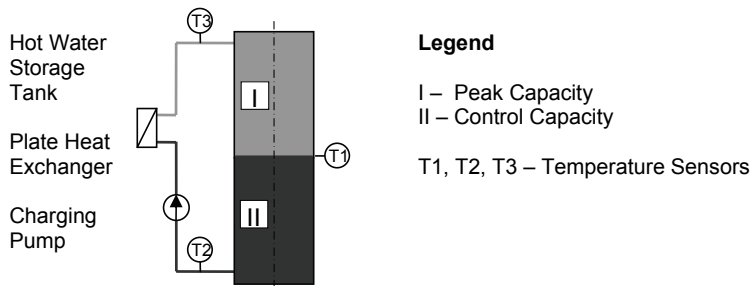 Hot Water
Storage
Tank
Plate Heat
Exchanger
Charging
Pump
T3
I
T1
II
T2
Legend
I – Peak Capacity
II – Control Capacity
T1, T2, T3 – Temperature Sensors